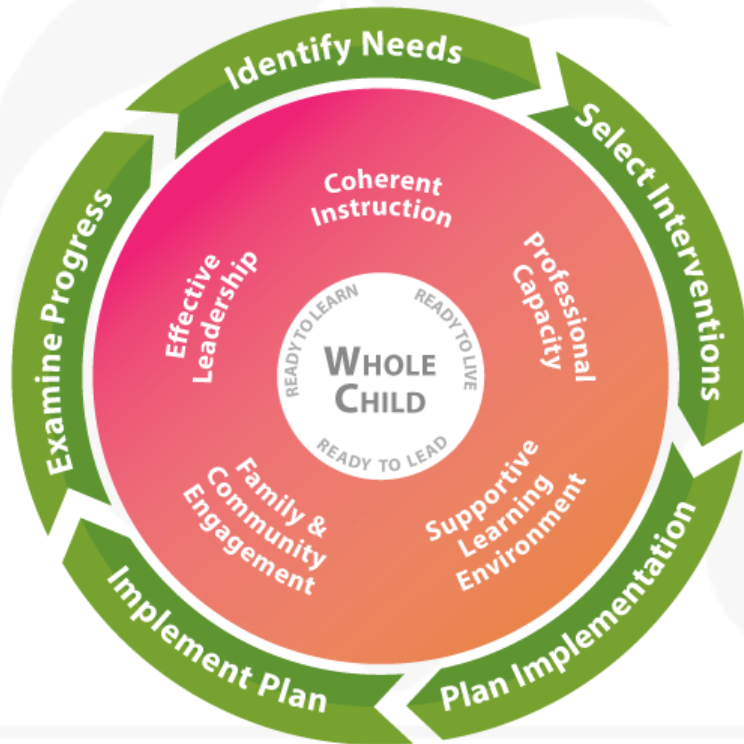 Identify Needs
Select Interventions
Plan Implementation
Implement Plan
Examine Progress
Coherent
Instruction
Professional
Capacity
Supportive
Learning
Environment
Family &
Community
Engagement
Effective
Leadership
READY TO LEARN
READY TO LIVE
WHOLE
CHILD
READY TO LEAD